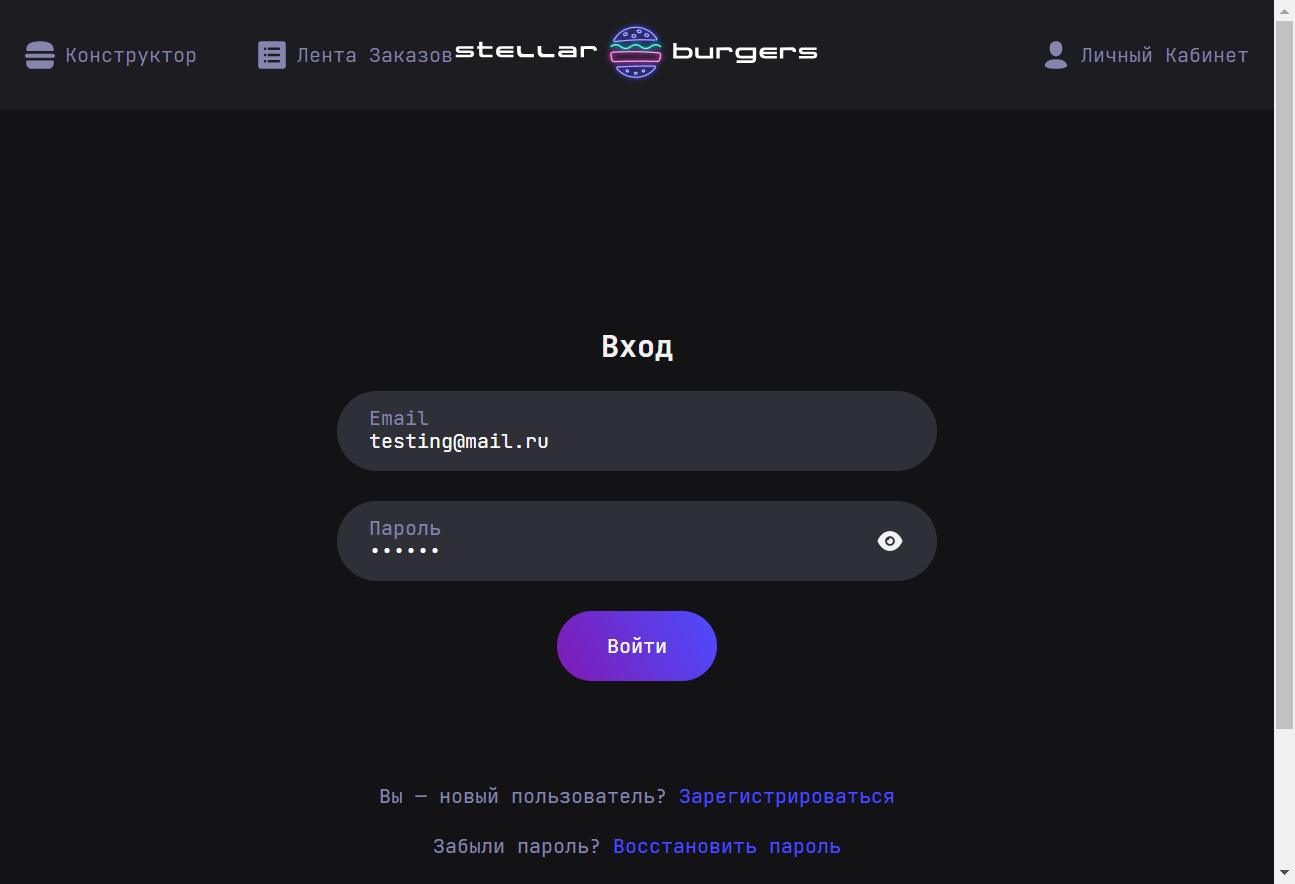 Конструктор
Лента Заказов
stellar burgers
Личный Кабинет
Вход
Email
testing@mail.ru
Пароль
••••••
Войти
Вы — новый пользователь? Зарегистрироваться
Забыли пароль? Восстановить пароль